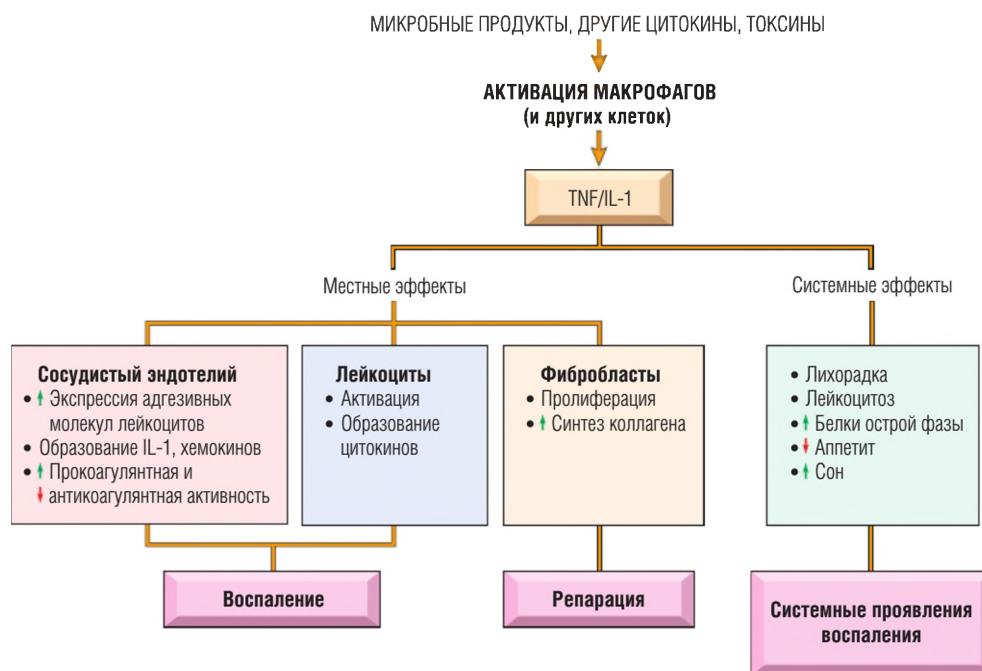 МИКРОБНЫЕ ПРОДУКТЫ, ДРУГИЕ ЦИТОКИНЫ, ТОКСИНЫ
АКТИВАЦИЯ МАКРОФАГОВ
(и других клеток)
TNF/IL-1
Местные эффекты
Системные эффекты
Сосудистый эндотелий
• ↑ Экспрессия адгезивных
молекул лейкоцитов
• Образование IL-1, хемокинов
• ↑ Прокоагулянтная и
↓ антикоагулянтная активность
Лейкоциты
• Активация
• Образование
цитокинов
Фибробласты
• Пролиферация
• ↑ Синтез коллагена
• Лихорадка
• Лейкоцитоз
• ↑ Белки острой фазы
• ↓ Аппетит
• ↑ Сон
Воспаление
Репарация
Системные проявления
воспаления